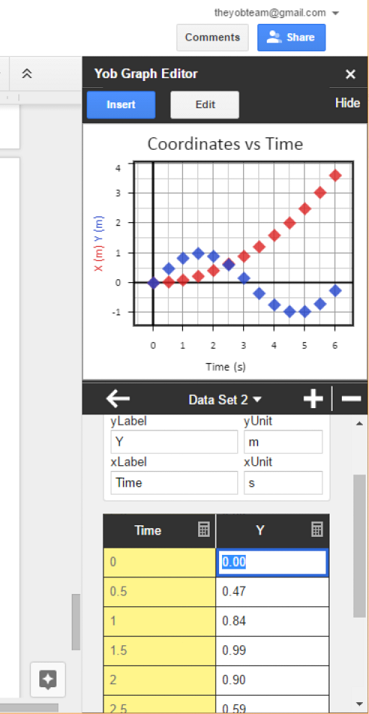 theyobteam@gmail.com
Comments Share
Yob Graph Editor
Insert Edit Hide
Coordinates vs Time
X (m) Y (m)
4
3
2
1
0
-1
0 1 2 3 4 5 6
Time (s)
Data Set 2
yLabel yUnit
Y m
xLabel xUnit
Time s
Time Y
0 0.00
0.5 0.47
1 0.84
1.5 0.99
2 0.90
2.5 0.59